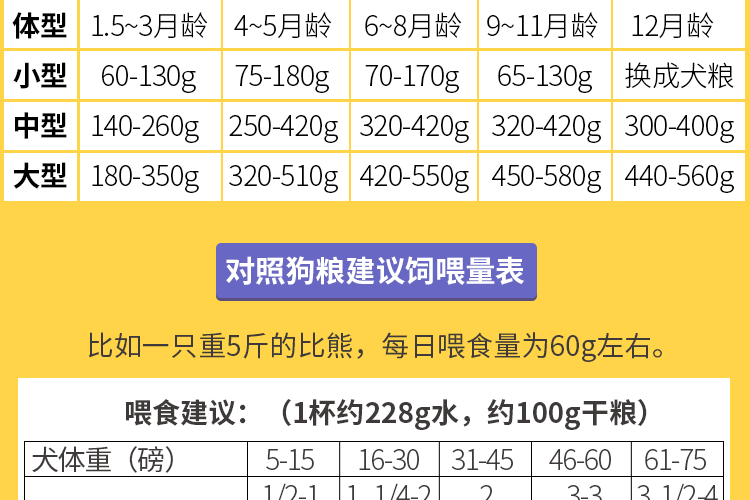 体型 1.5~3月龄 4~5月龄 6~8月龄 9~11月龄 12月龄
小型 60-130g 75-180g 70-170g 65-130g 换成犬粮
中型 140-260g 250-420g 320-420g 320-420g 300-400g
大型 180-350g 320-510g 420-550g 450-580g 440-560g
对照狗粮建议饲喂量表
比如一只重5斤的比熊，每日喂食量为60g左右。
喂食建议：（1杯约228g水，约100g干粮）
犬体重（磅） 5-15 16-30 31-45 46-60 61-75
1/2-1 1 1/4-2 2 3-3 3 1/2-4